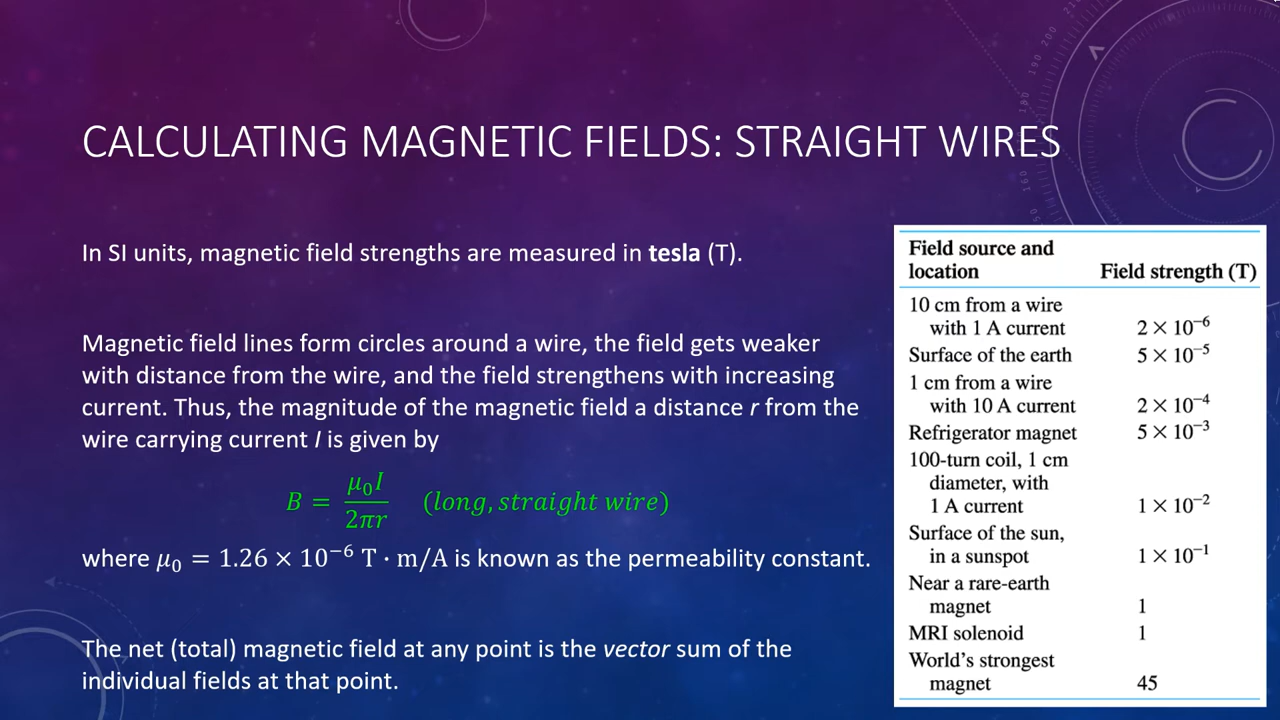 CALCULATING MAGNETIC FIELDS: STRAIGHT WIRES
In SI units, magnetic field strengths are measured in tesla (T).
Magnetic field lines form circles around a wire, the field gets weaker
with distance from the wire, and the field strengthens with increasing
current. Thus, the magnitude of the magnetic field a distance r from the
wire carrying current I is given by
B = μ₀I / 2πr (long, straight wire)
where μ₀ = 1.26 × 10⁻⁶ T · m/A is known as the permeability constant.
The net (total) magnetic field at any point is the vector sum of the
individual fields at that point.
Field source and
location Field strength (T)
10 cm from a wire
with 1 A current 2 × 10⁻⁶
Surface of the earth 5 × 10⁻⁵
1 cm from a wire
with 10 A current 2 × 10⁻⁴
Refrigerator magnet 5 × 10⁻³
100-turn coil, 1 cm
diameter, with
1 A current 1 × 10⁻²
Surface of the sun,
in a sunspot 1 × 10⁻¹
Near a rare-earth
magnet 1
MRI solenoid 1
World's strongest
magnet 45
160
180
190
200